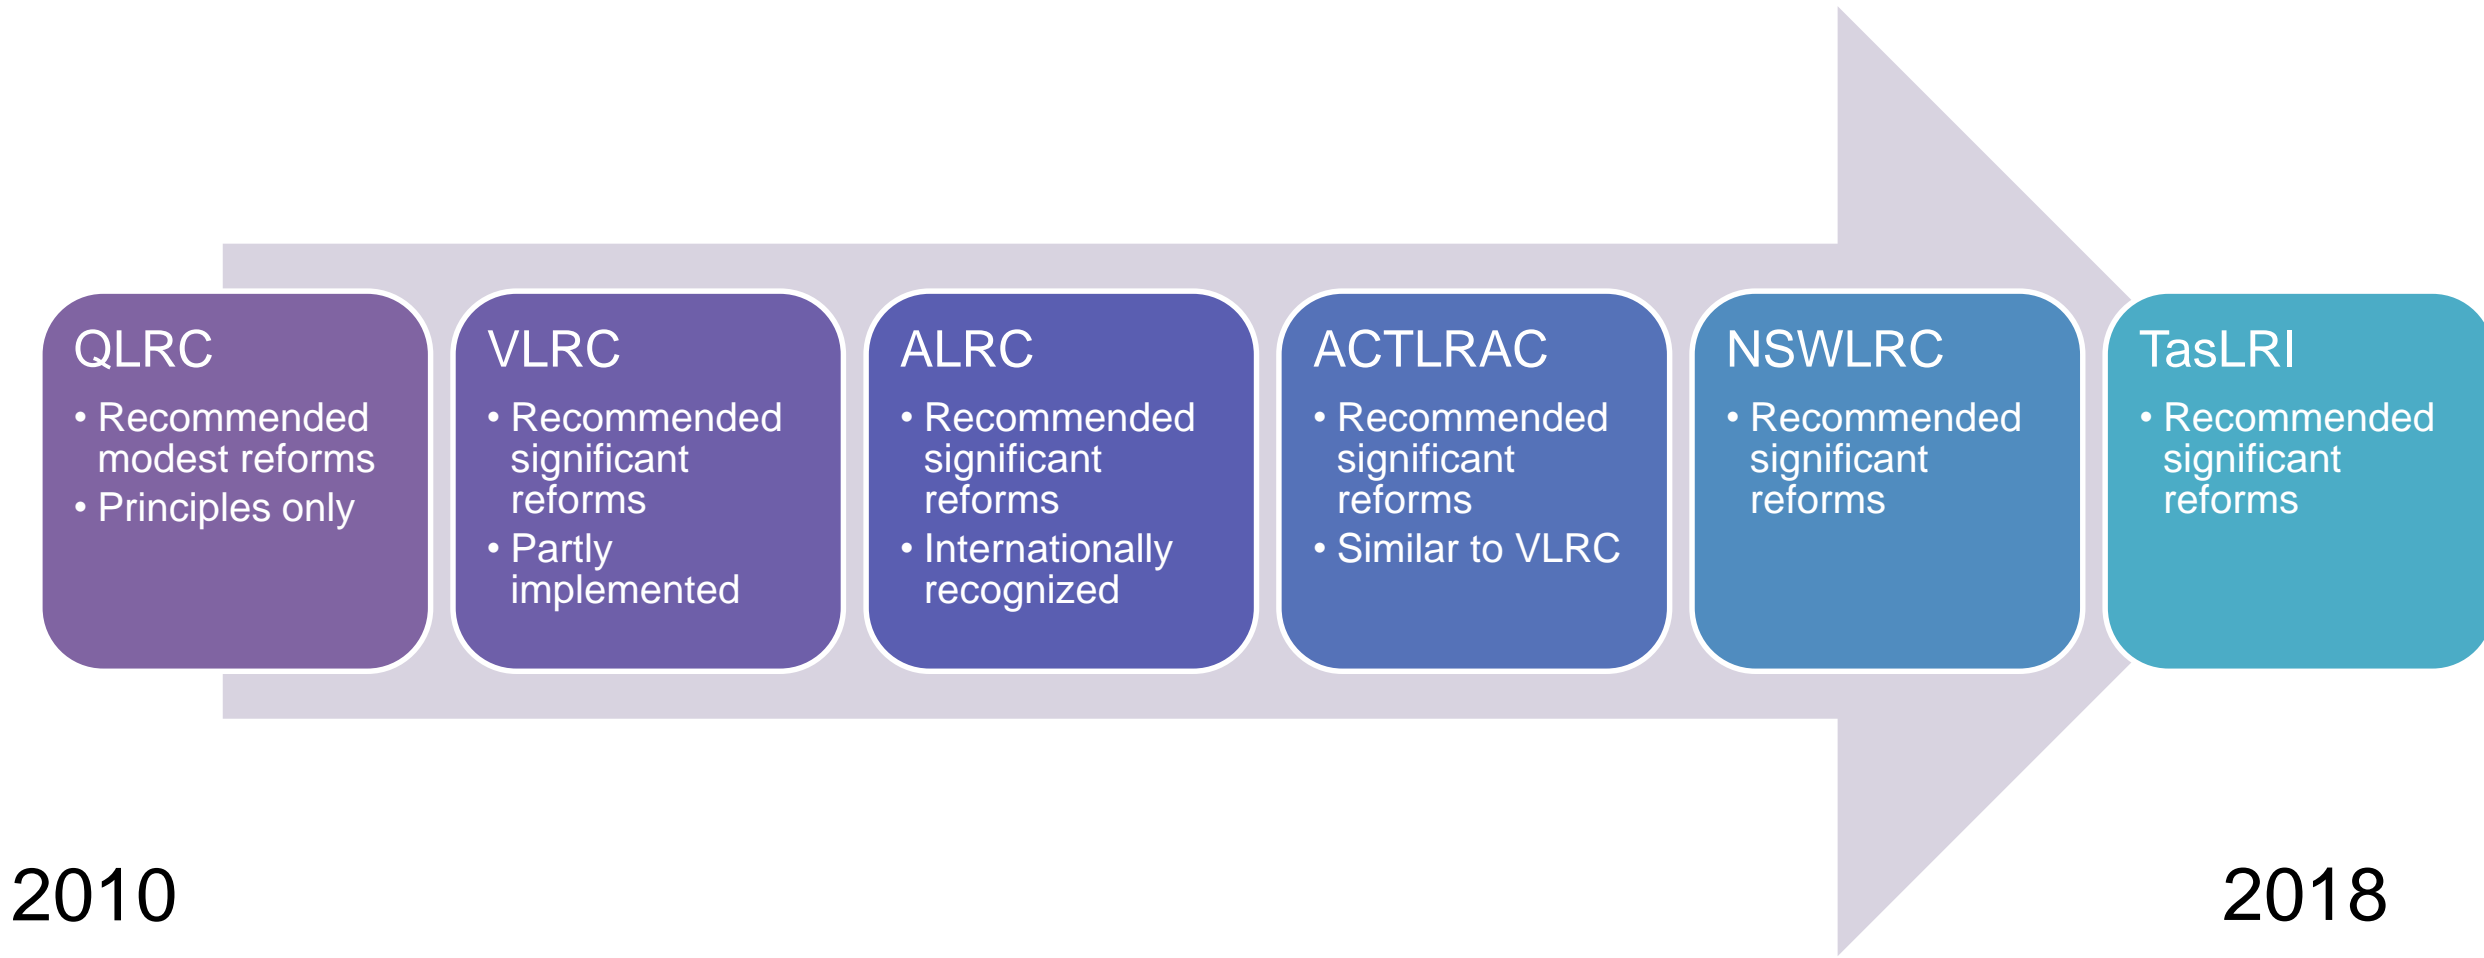 QLRC
• Recommended
modest reforms
• Principles only
VLRC
• Recommended
significant
reforms
• Partly
implemented
ALRC
• Recommended
significant
reforms
• Internationally
recognized
ACTLRAC
• Recommended
significant
reforms
• Similar to VLRC
NSWLRC
• Recommended
significant
reforms
TasLRI
• Recommended
significant
reforms
2010
2018